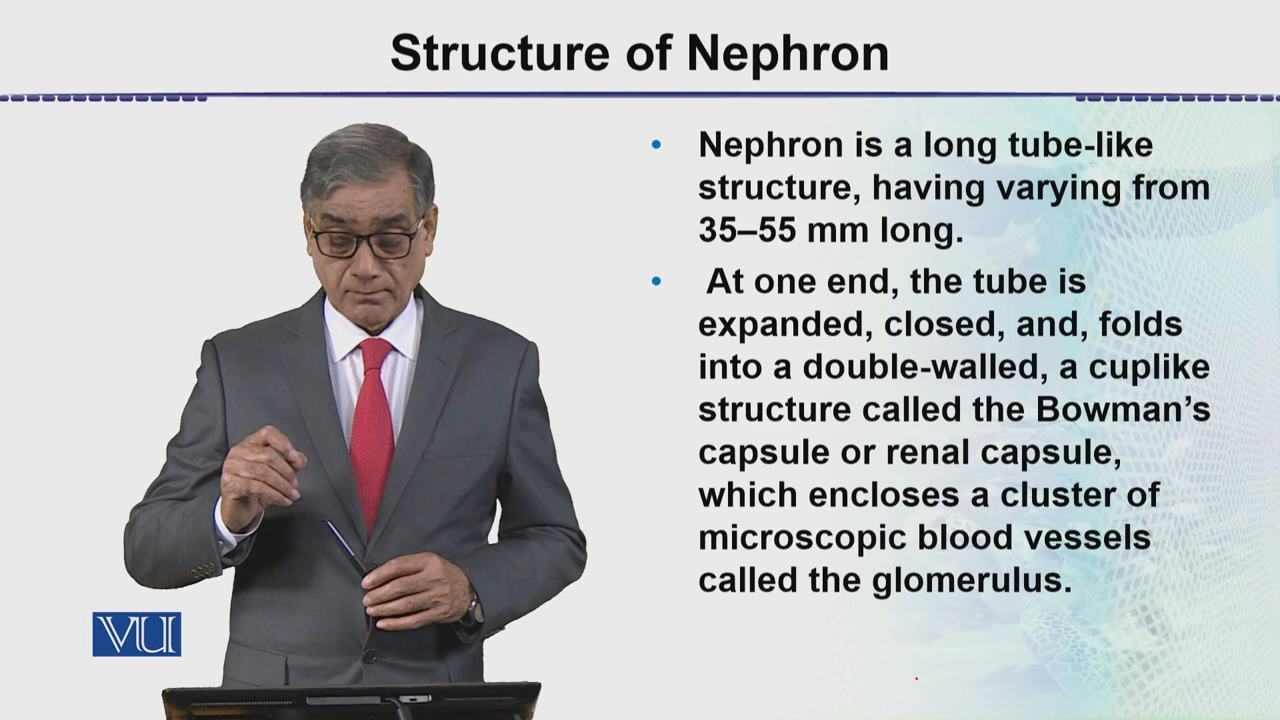 Structure of Nephron
• Nephron is a long tube-like
structure, having varying from
35–55 mm long.
• At one end, the tube is
expanded, closed, and, folds
into a double-walled, a cuplike
structure called the Bowman’s
capsule or renal capsule,
which encloses a cluster of
microscopic blood vessels
called the glomerulus.
VU